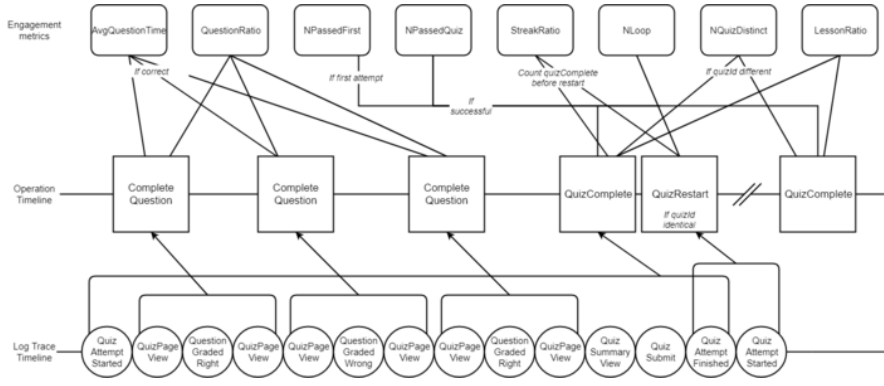 Engagement
metrics
AvgQuestionTime
QuestionRatio
NPassedFirst
NPassedQuiz
StreakRatio
NLoop
NQuizDistinct
LessonRatio
If correct
If first attempt
Count quizComplete
before restart
If quizId different
If
successful
Operation
Timeline
Complete
Question
Complete
Question
Complete
Question
QuizComplete
QuizRestart
If quizId
identical
QuizComplete
Log Trace
Timeline
Quiz
Attempt
Started
QuizPage
View
Question
Graded
Right
QuizPage
View
QuizPage
View
Question
Graded
Wrong
QuizPage
View
QuizPage
View
Question
Graded
Right
QuizPage
View
Quiz
Summary
View
Quiz
Submit
Quiz
Attempt
Finished
Quiz
Attempt
Started